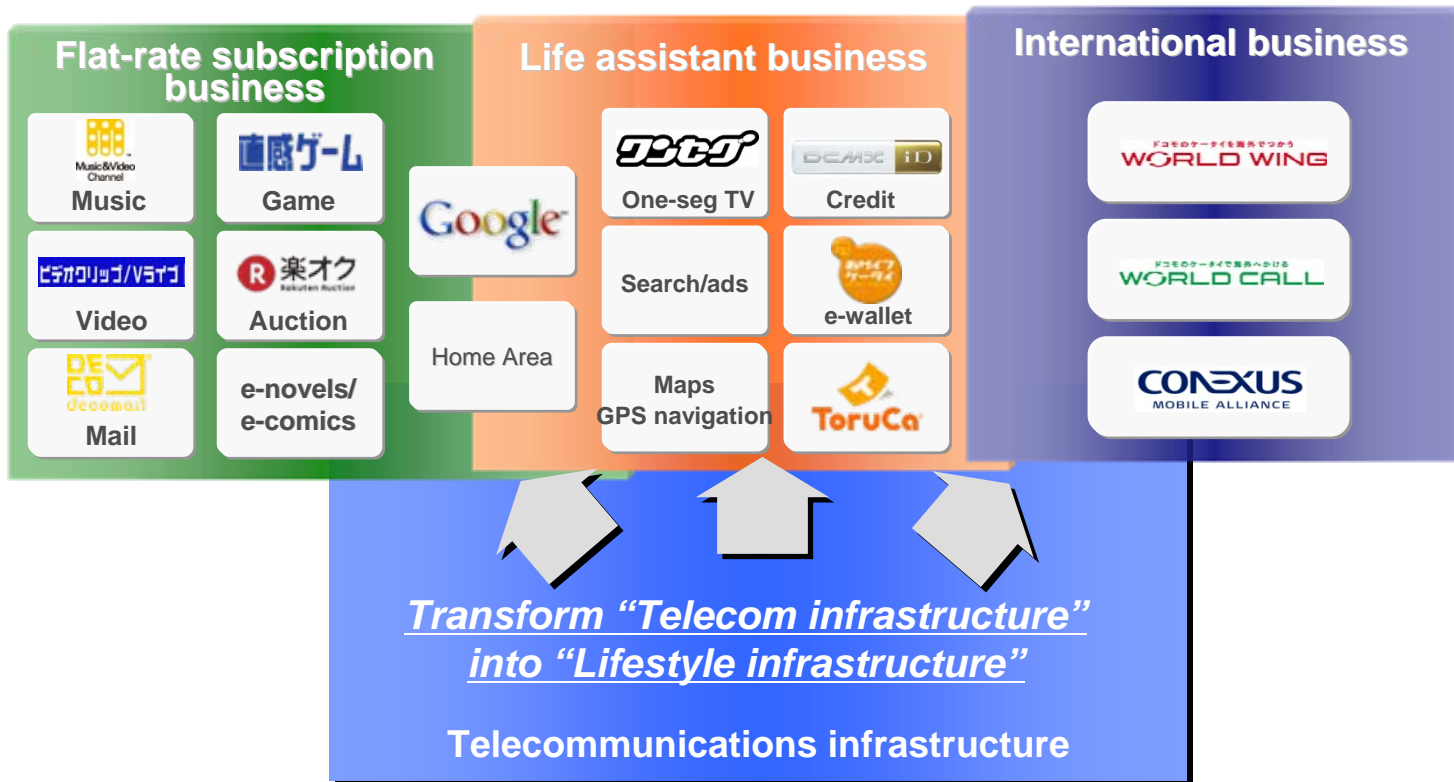 Flat-rate subscription
business
Music&Video
Channel
Music
直感ゲーム
Game
ビデオクリップ/Vライブ
Video
楽オク
Rakuten Auction
Auction
DE
CO
decomail
Mail
e-novels/
e-comics
Google
Home Area
Life assistant business
ワンセグ
One-seg TV
DCMX iD
Credit
Search/ads
おサイフ
ケータイ
e-wallet
Maps
GPS navigation
ToruCa
International business
ドコモのケータイを海外でつかう
WORLD WING
ドコモのケータイで海外へかける
WORLD CALL
CONEXUS
MOBILE ALLIANCE
Transform “Telecom infrastructure”
into “Lifestyle infrastructure”
Telecommunications infrastructure